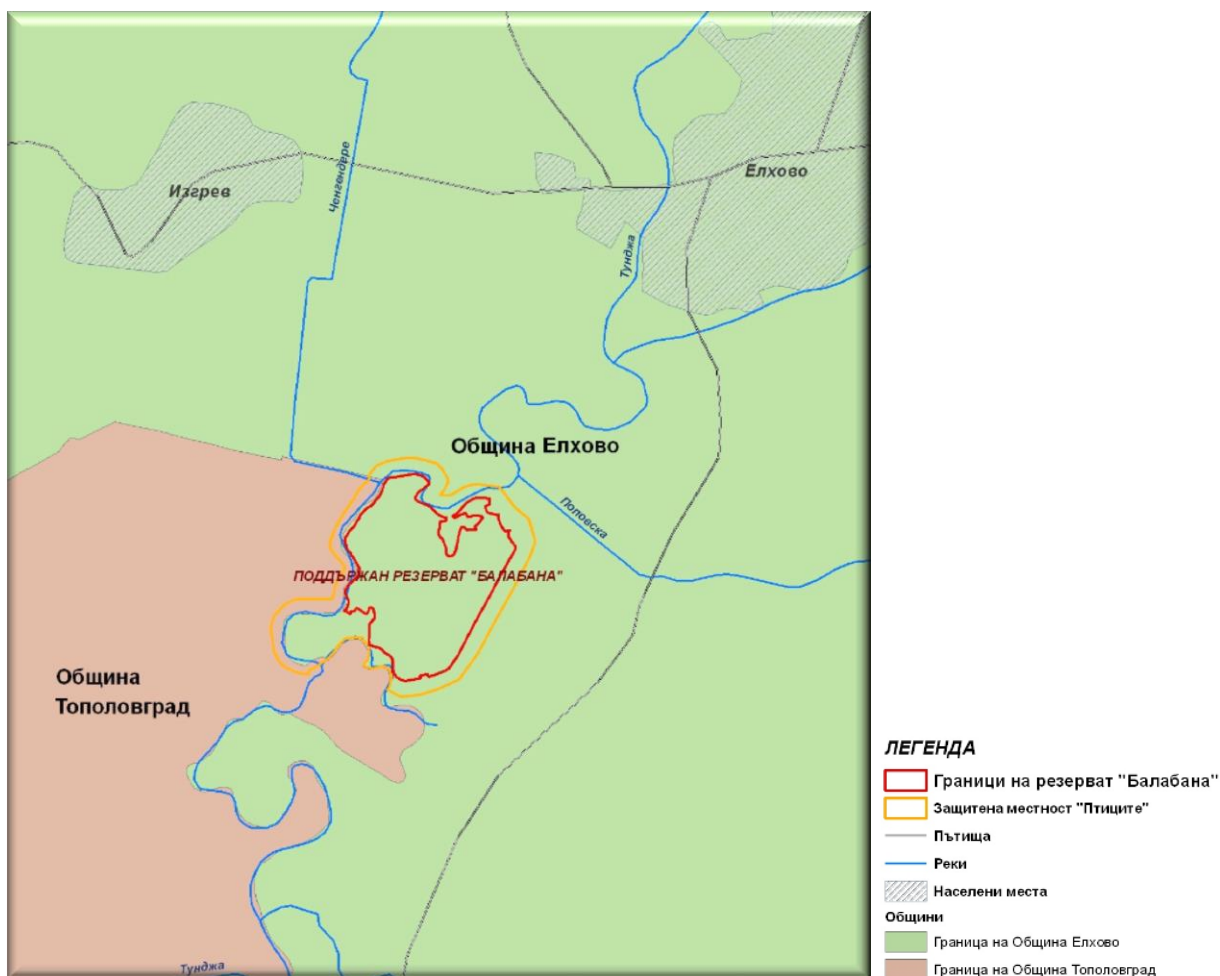 Изгрев
Ченгендере
Елхово
Тунджа
Община Елхово
Поповска
ПОДДЪРЖАН РЕЗЕРВАТ "БАЛАБАНА"
Община
Тополовград
Тунджа
ЛЕГЕНДА
Граници на резерват "Балабана"
Защитена местност "Птиците"
Пътища
Реки
Населени места
Общини
Граница на Община Елхово
Граница на Община Тополовград